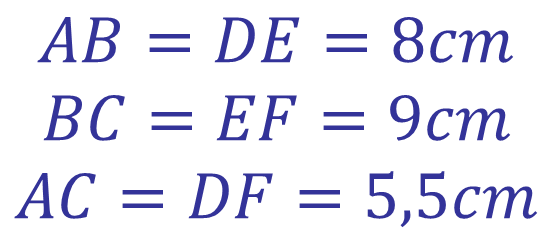 AB = DE = 8cm
BC = EF = 9cm
AC = DF = 5,5cm